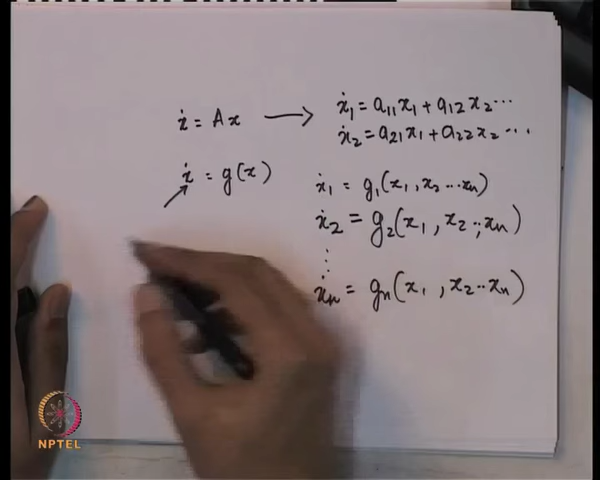 ẋ = Ax → ẋ₁ = a₁₁x₁ + a₁₂x₂ ...
ẋ₂ = a₂₁x₁ + a₂₂x₂ ...
ẋ = g(x)
ẋ₁ = g₁(x₁, x₂ ... xₙ)
ẋ₂ = g₂(x₁, x₂ .., xₙ)
⋮
ẋₙ = gₙ(x₁, x₂ .. xₙ)
NPTEL